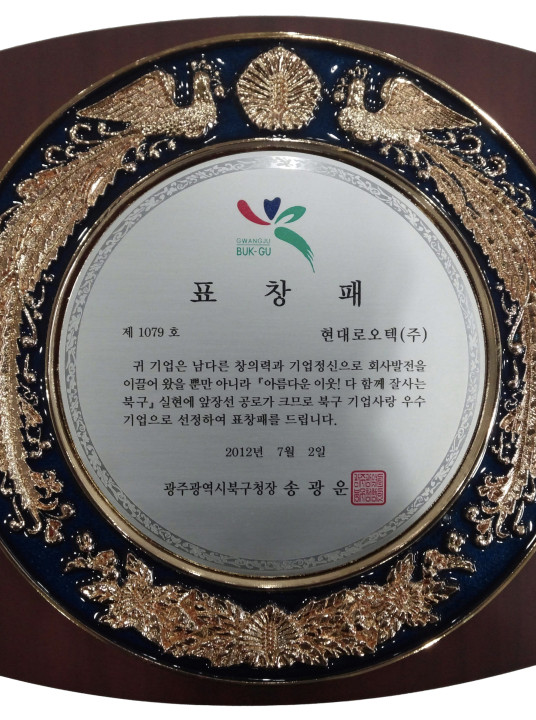 GWANGJU
BUK-GU
표 창 패
제 1079 호 현대로오텍(주)
귀 기업은 남다른 창의력과 기업정신으로 회사발전을
이끌어 왔을 뿐만 아니라 『아름다운 이웃! 다 함께 잘사는
북구』 실현에 앞장선 공로가 크므로 북구 기업사랑 우수
기업으로 선정하여 표창패를 드립니다.
2012년 7월 2일
광주광역시북구청장 송 광 운